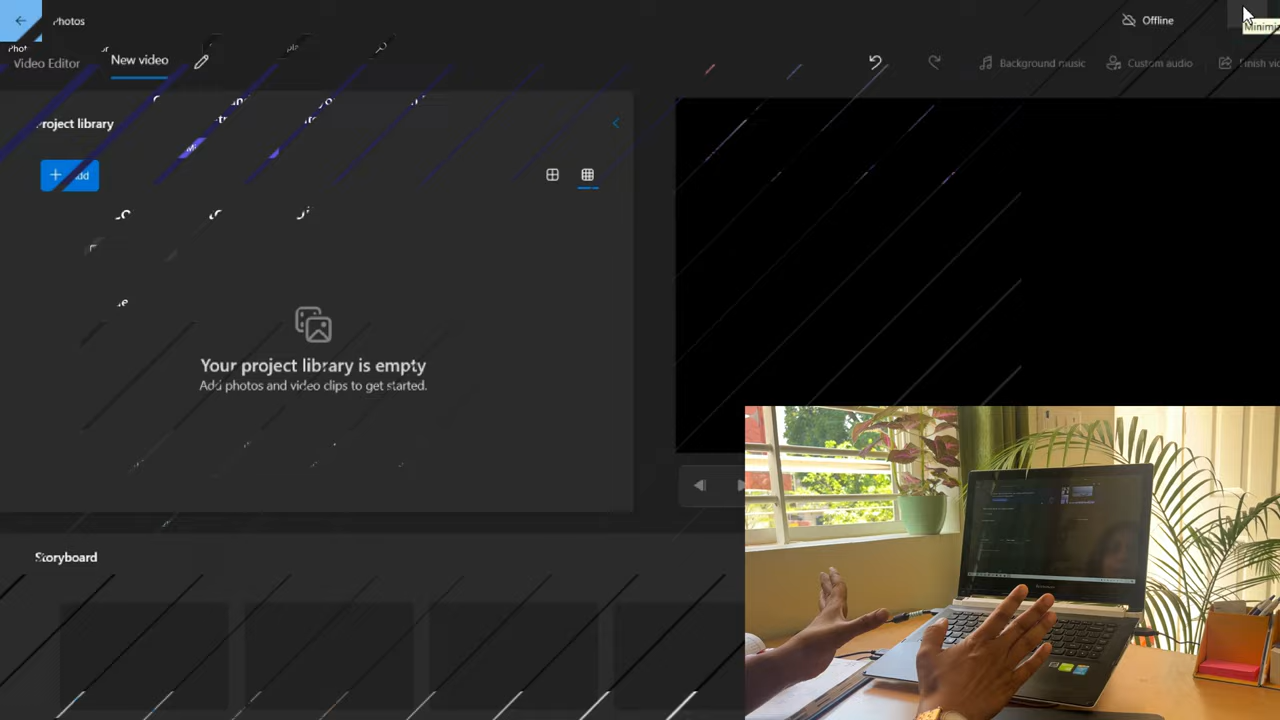 Photos
Offline
Video Editor
New video
Background music
Custom audio
Project library
Your project library is empty
Add photos and video clips to get started.
Storyboard